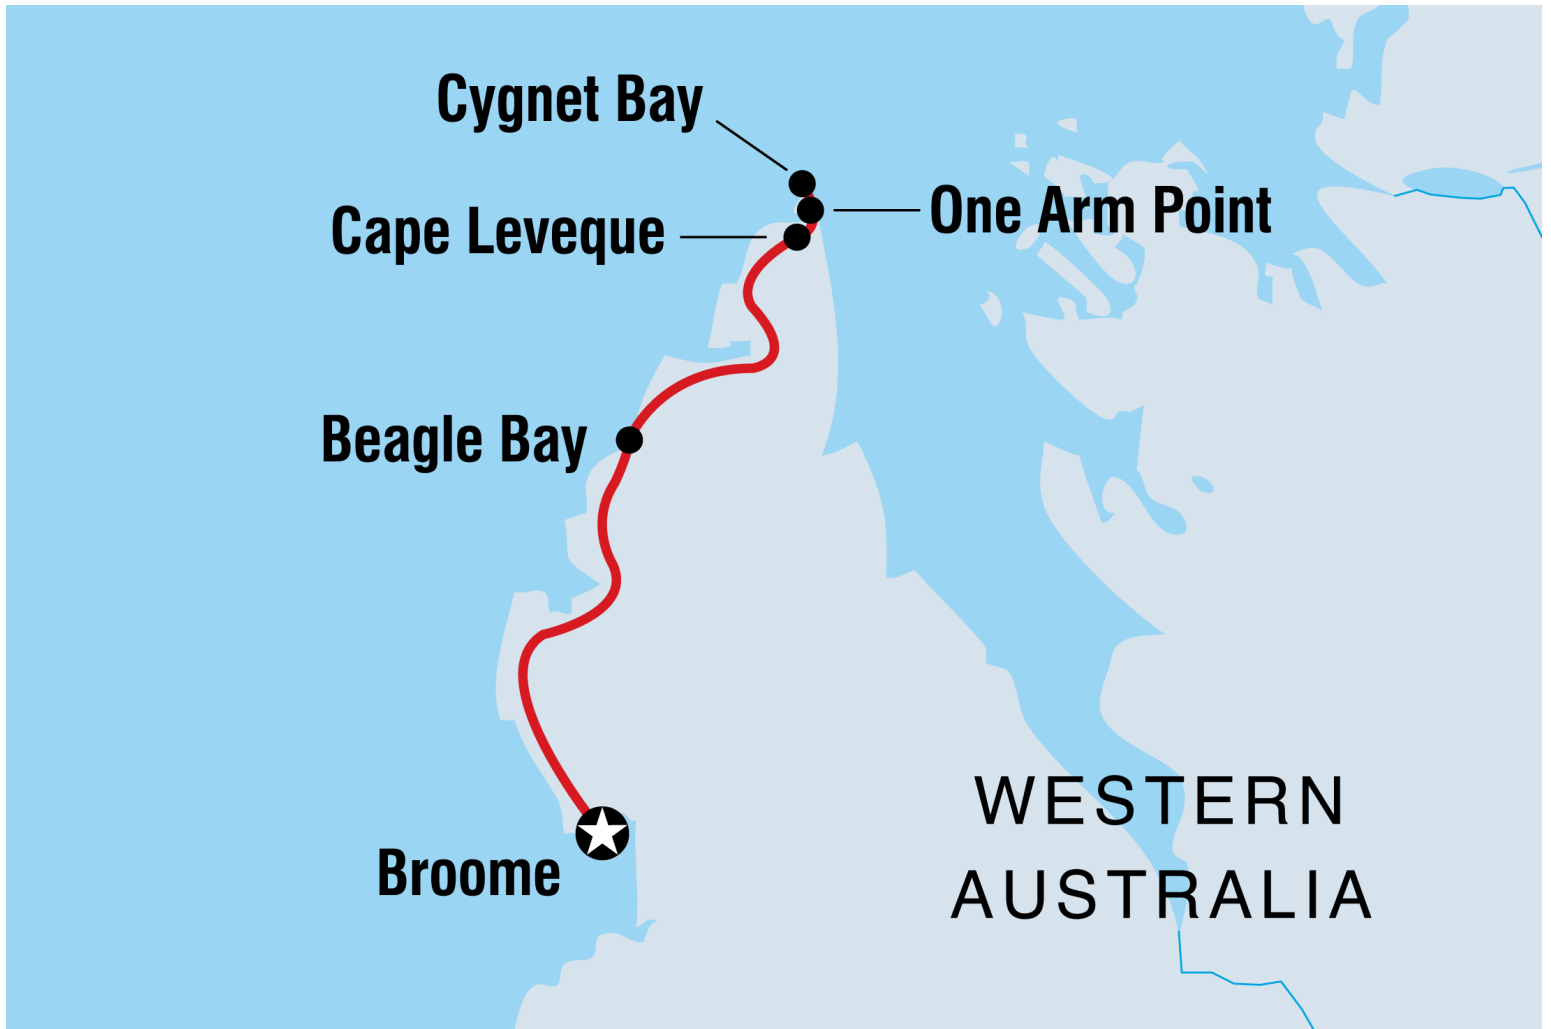 Cygnet Bay
One Arm Point
Cape Leveque
Beagle Bay
WESTERN
AUSTRALIA
Broome